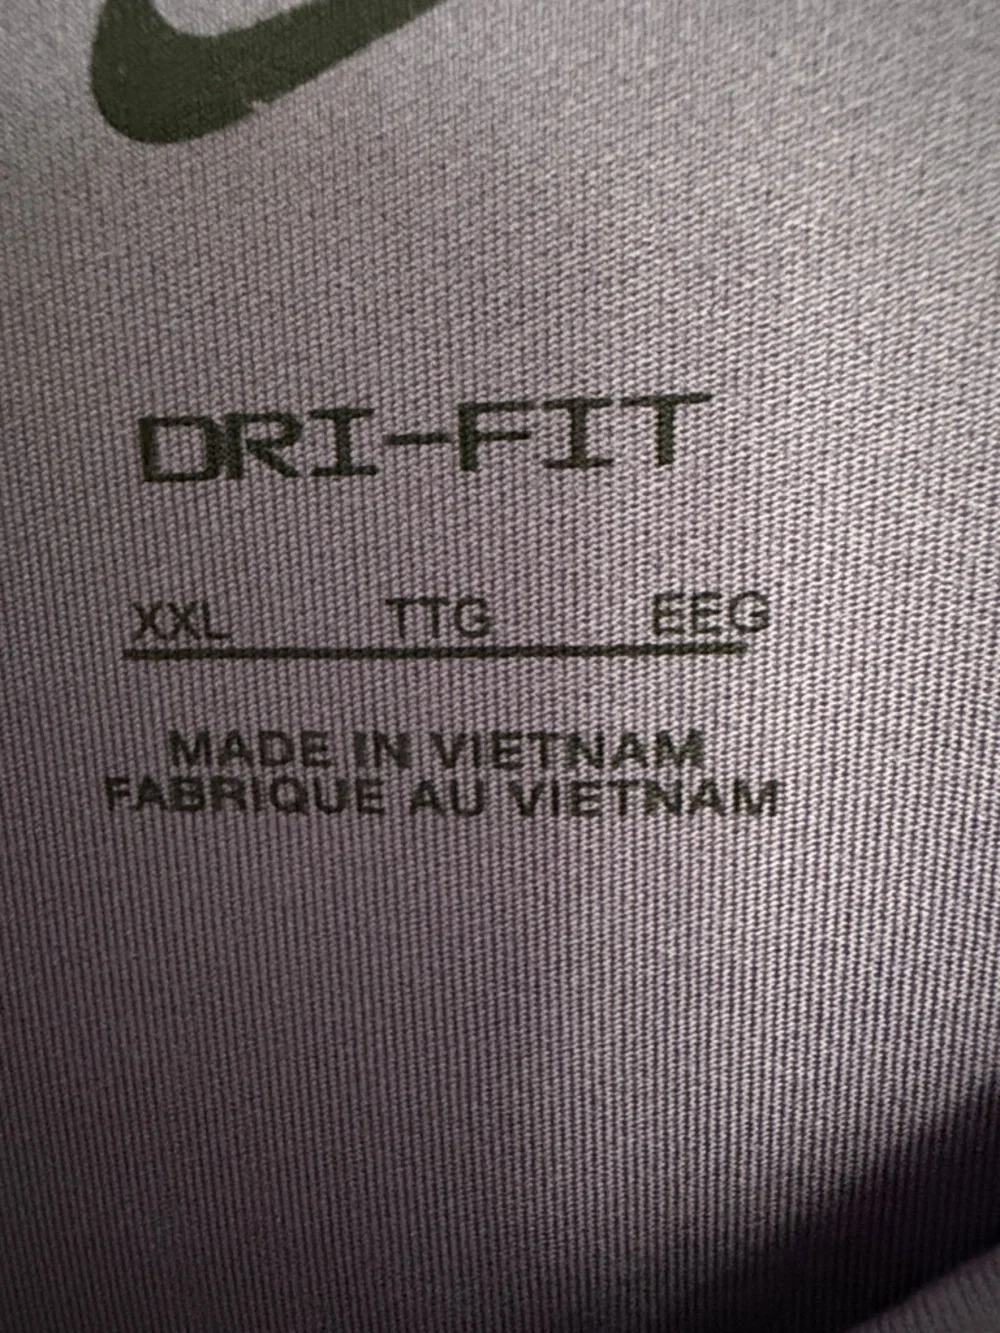 DRI-FIT
XXL TTG EEG
MADE IN VIETNAM
FABRIQUE AU VIETNAM